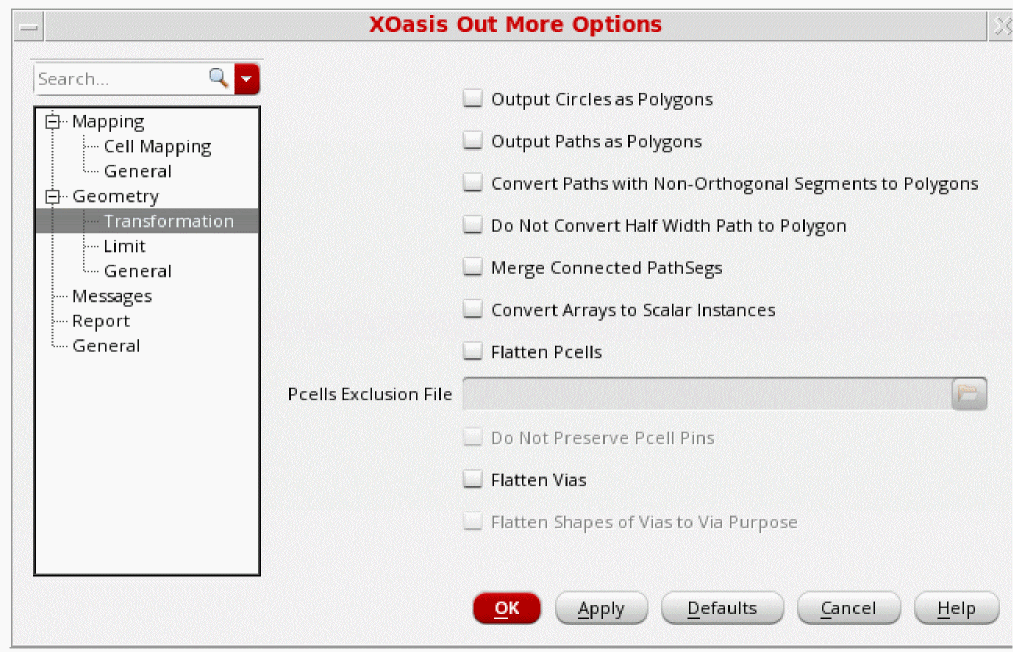 XOasis Out More Options
Search...
Mapping
Cell Mapping
General
Geometry
Transformation
Limit
General
Messages
Report
General
Output Circles as Polygons
Output Paths as Polygons
Convert Paths with Non-Orthogonal Segments to Polygons
Do Not Convert Half Width Path to Polygon
Merge Connected PathSegs
Convert Arrays to Scalar Instances
Flatten Pcells
Pcells Exclusion File
Do Not Preserve Pcell Pins
Flatten Vias
Flatten Shapes of Vias to Via Purpose
OK Apply Defaults Cancel Help